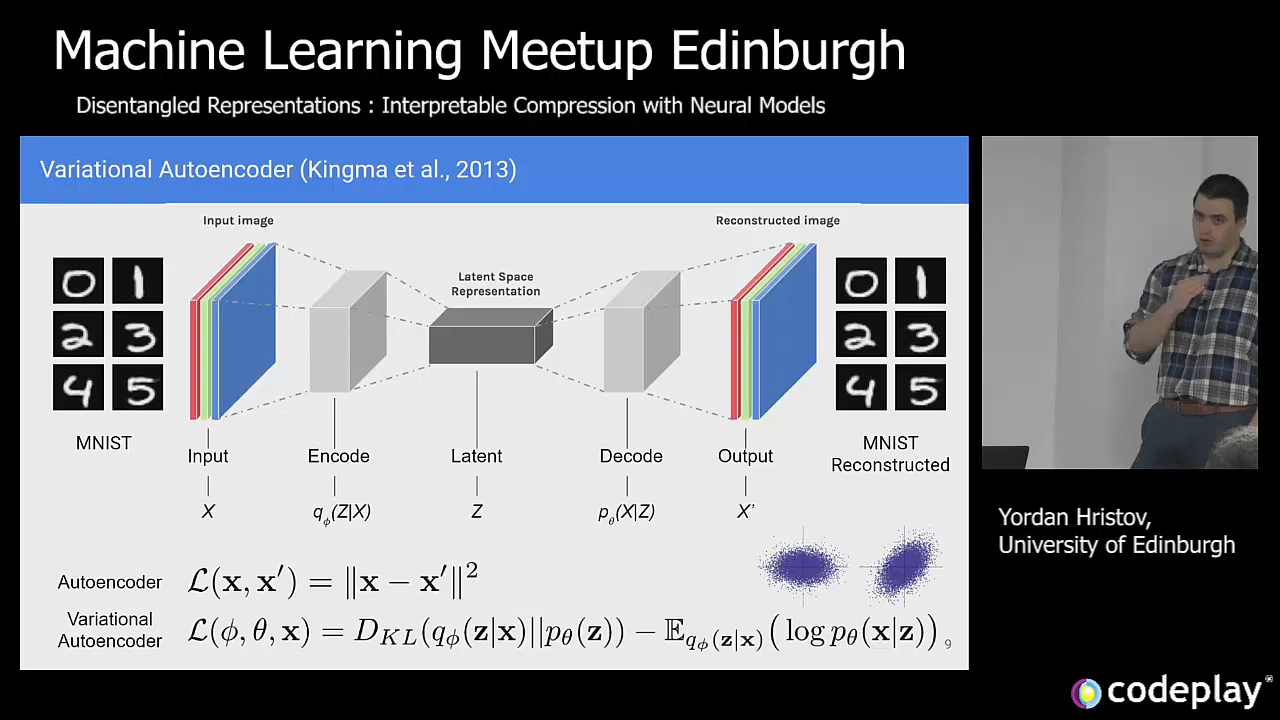 Machine Learning Meetup Edinburgh
Disentangled Representations : Interpretable Compression with Neural Models
Variational Autoencoder (Kingma et al., 2013)
Input image
Reconstructed image
Latent Space
Representation
0 1
2 3
4 5
0 1
2 3
4 5
MNIST
MNIST
Reconstructed
Input
Encode
Latent
Decode
Output
X
qϕ(Z|X)
Z
pθ(X|Z)
X'
Autoencoder
ℒ(x, x′) = ‖x − x′‖²
Variational
Autoencoder
ℒ(ϕ, θ, x) = D_KL(qϕ(z|x)||pθ(z)) − 𝔼_qϕ(z|x)(log pθ(x|z))
9
Yordan Hristov,
University of Edinburgh
codeplay®